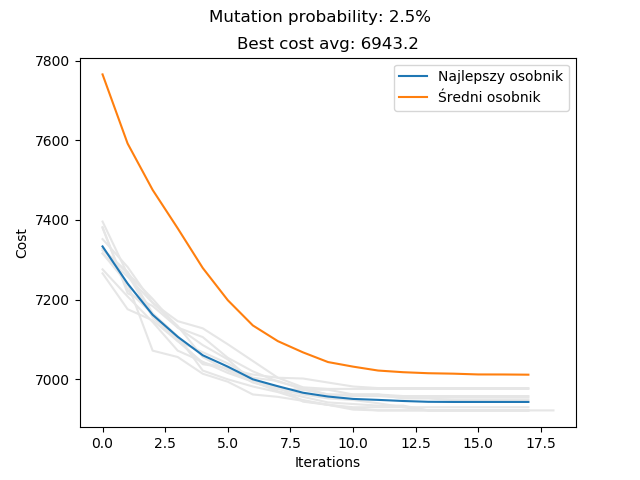 Mutation probability: 2.5%
Best cost avg: 6943.2
Najlepszy osobnik
Średni osobnik
7800
7600
7400
7200
7000
Cost
0.0 2.5 5.0 7.5 10.0 12.5 15.0 17.5
Iterations